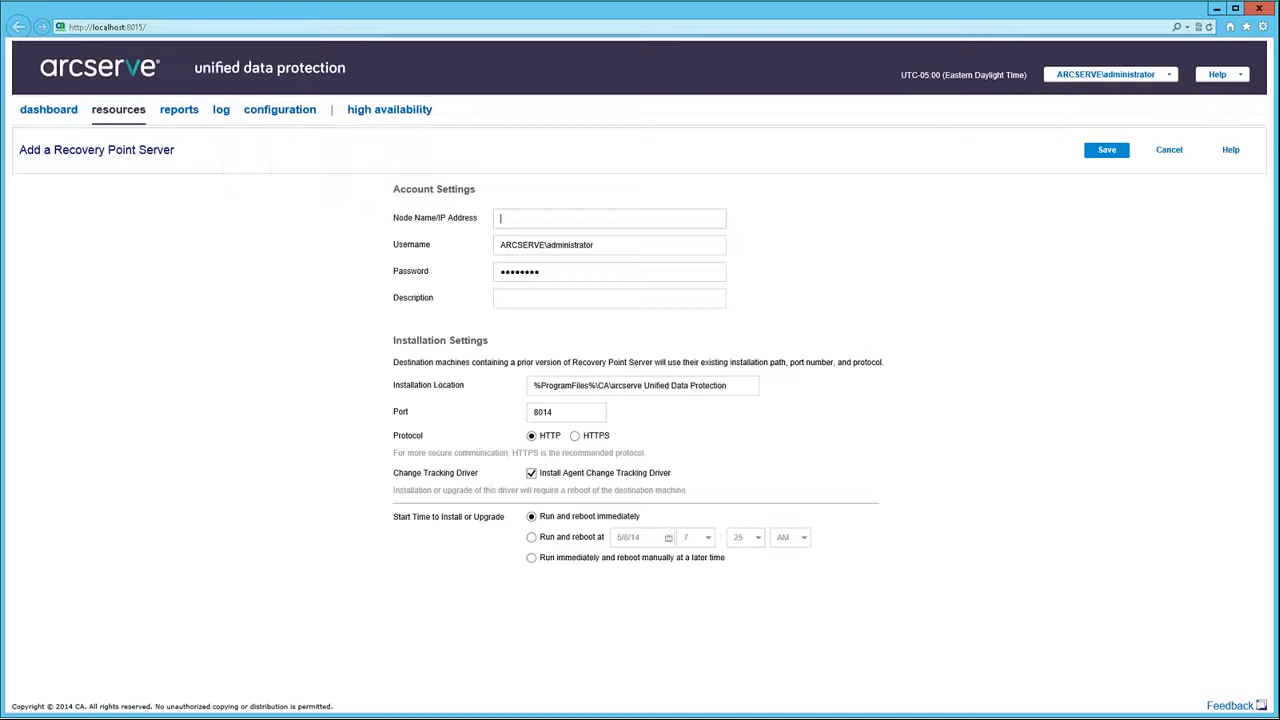 http://localhost:8015/
arcserve® unified data protection
UTC-05:00 (Eastern Daylight Time)
ARCSERVE\administrator
Help
dashboard resources reports log configuration | high availability
Add a Recovery Point Server
Save Cancel Help
Account Settings
Node Name/IP Address
Username ARCSERVE\administrator
Password ••••••••
Description
Installation Settings
Destination machines containing a prior version of Recovery Point Server will use their existing installation path, port number, and protocol.
Installation Location %ProgramFiles%\CA\arcserve Unified Data Protection
Port 8014
Protocol HTTP HTTPS
For more secure communication, HTTPS is the recommended protocol.
Change Tracking Driver Install Agent Change Tracking Driver
Installation or upgrade of this driver will require a reboot of the destination machine.
Start Time to Install or Upgrade Run and reboot immediately
Run and reboot at 5/6/14 7 : 25 AM
Run immediately and reboot manually at a later time
Copyright © 2014 CA. All rights reserved. No unauthorized copying or distribution is permitted.
Feedback